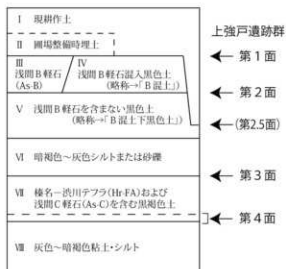 Ⅰ 現耕作土
上強戸遺跡群
Ⅱ 圃場整備時埋土
Ⅲ
浅間B軽石
(As-B)
Ⅳ
浅間B軽石混入黒色土
(略称→「B混土」)
第1面
第2面
Ⅴ 浅間B軽石を含まない黒色土
(略称→「B混土下黒色土」)
(第2.5面)
Ⅵ 暗褐色～灰色シルトまたは砂礫
第3面
Ⅶ 榛名−渋川テフラ(Hr-FA)および
浅間C軽石(As-C)を含む黒褐色土
第4面
Ⅷ 灰色～暗褐色粘土・シルト